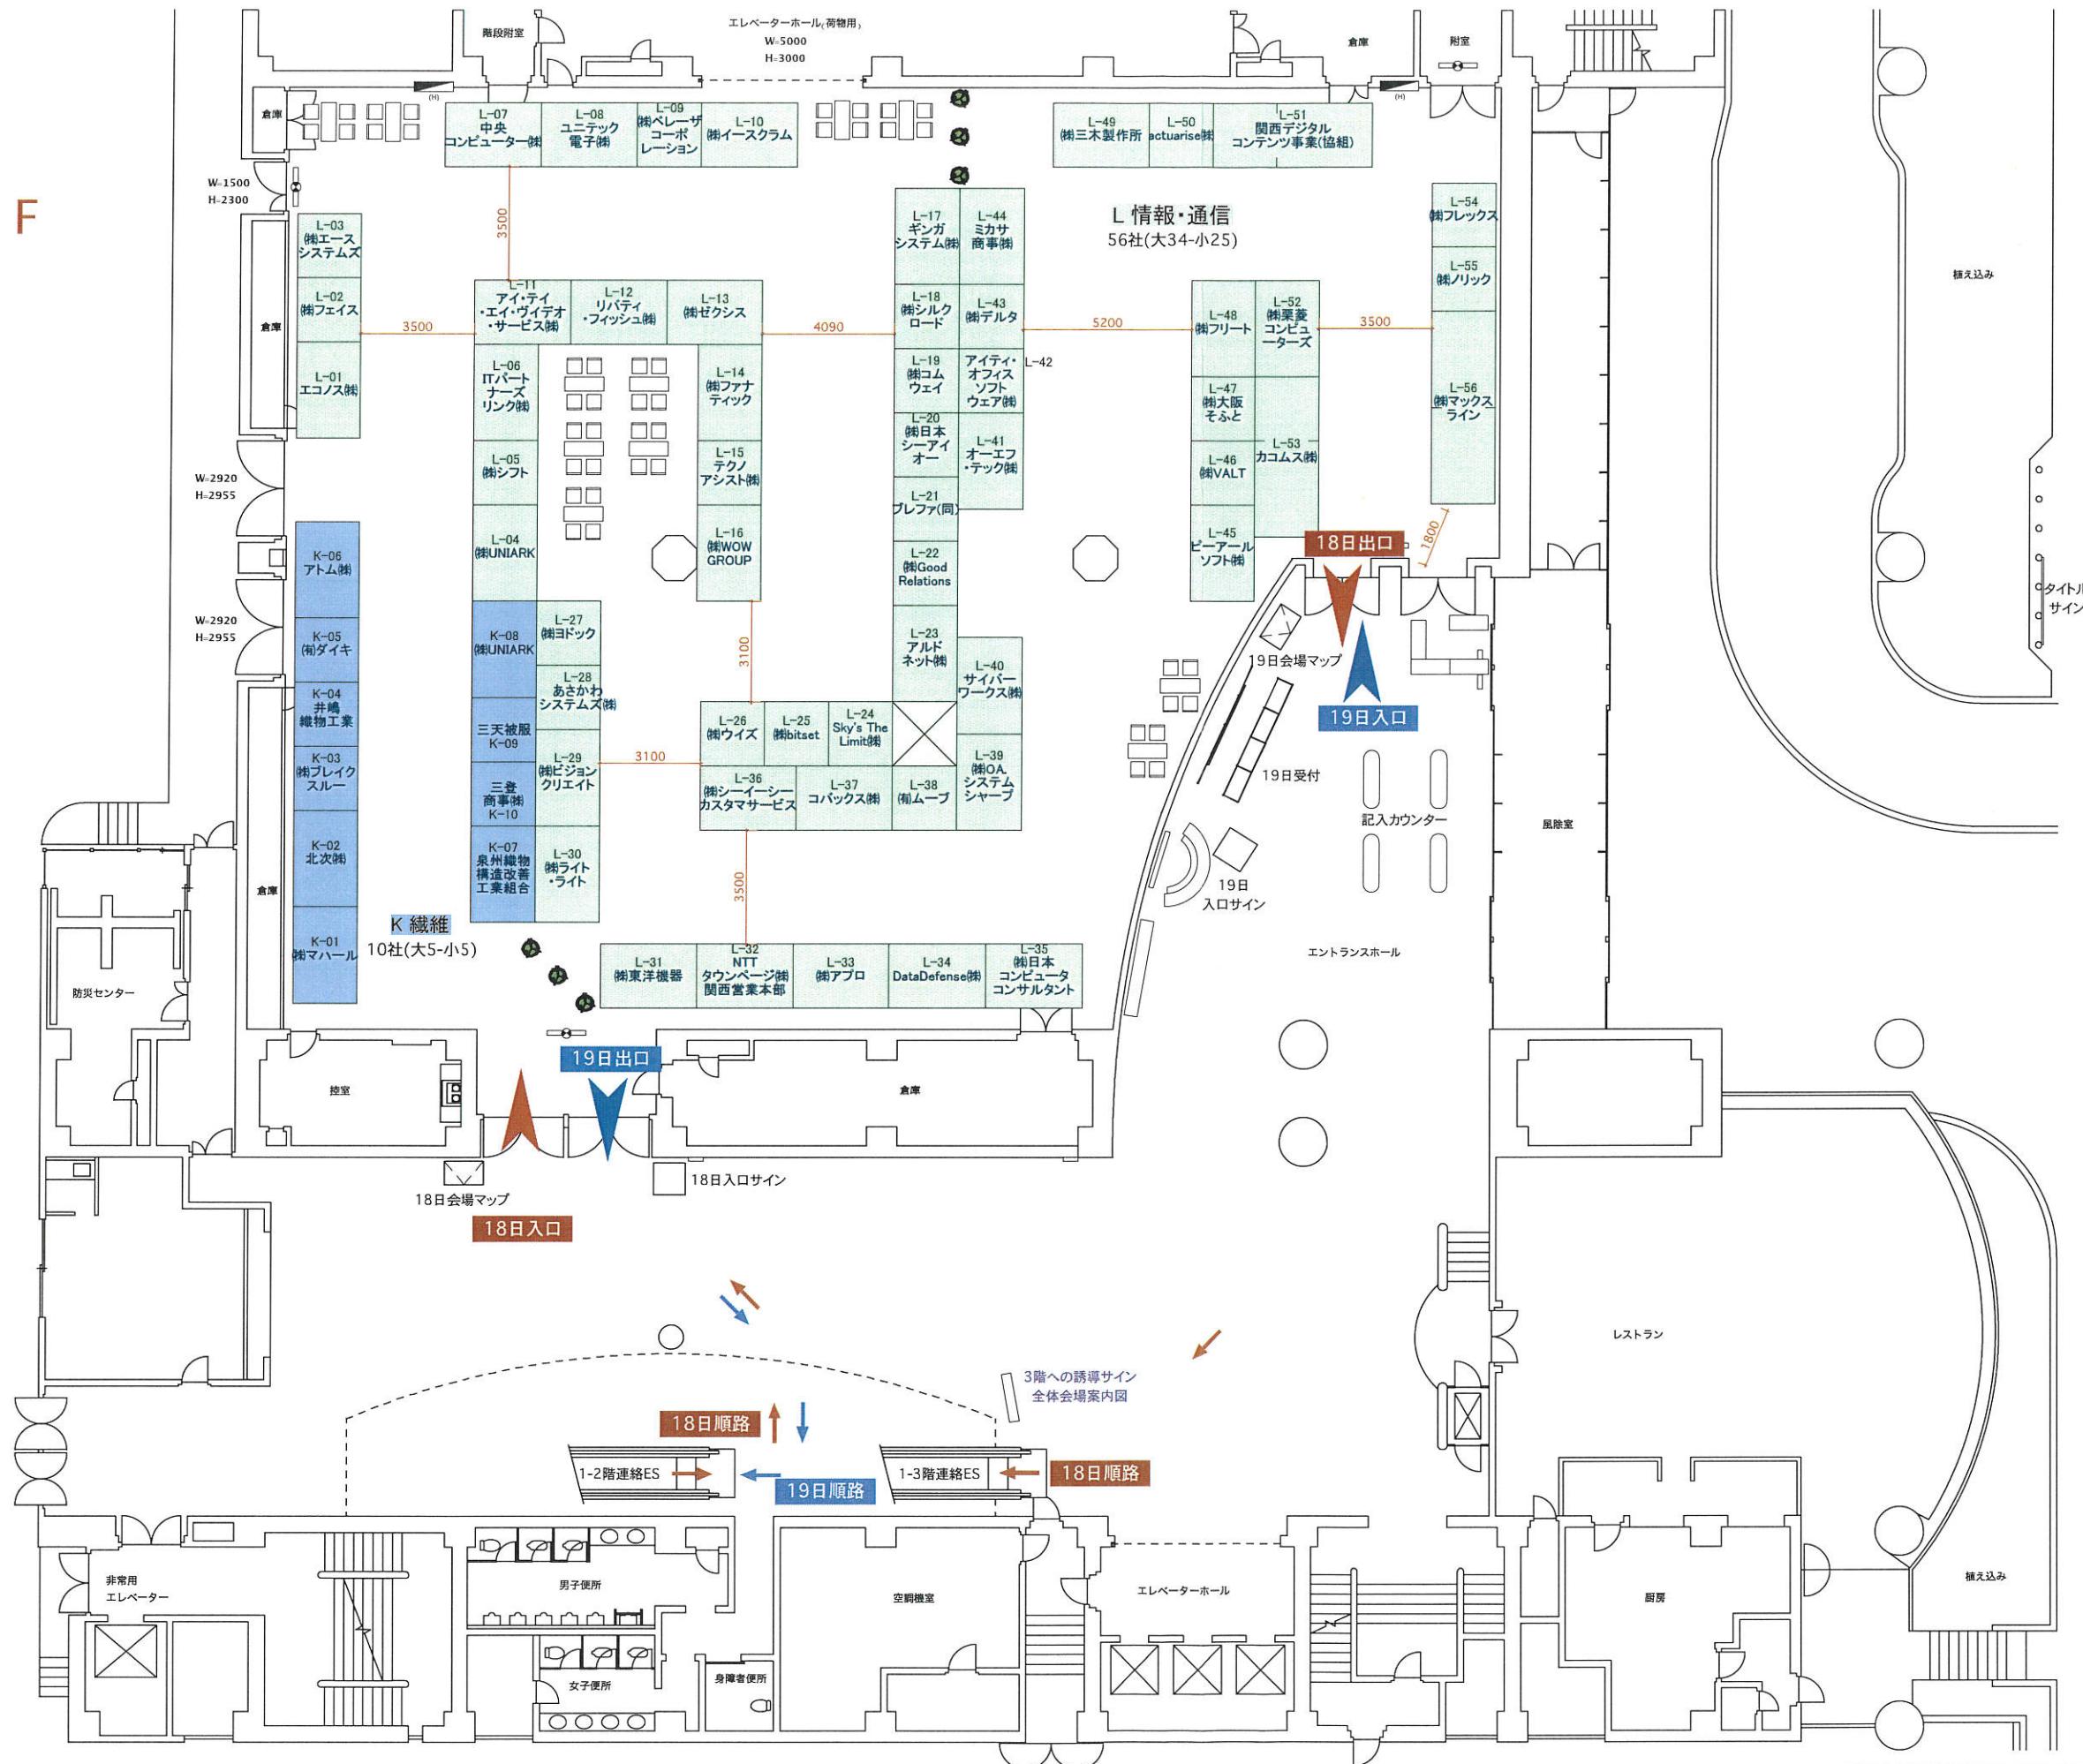 F
階段附室
エレベーターホール(荷物用)
W=5000
H=3000
倉庫
附室
(H)
(H)
倉庫
W=1500
H=2300
倉庫
W=2920
H=2955
W=2920
H=2955
倉庫
L-07
中央
コンピューター㈱
L-08
ユニテック
電子㈱
L-09
㈱ベレーザ
コーポ
レーション
L-10
㈱イースクラム
L-49
㈱三木製作所
L-50
actuarise㈱
L-51
関西デジタル
コンテンツ事業(協組)
L-03
㈱エース
システムズ
L-02
㈱フェイス
L-01
エコノス㈱
3500
3500
L-11
アイ・テイ
・エイ・ヴィデオ
・サービス㈱
L-12
リバティ
・フィッシュ㈱
L-13
㈱ゼクシス
4090
L-17
ギンガ
システム㈱
L-44
ミカサ
商事㈱
L 情報・通信
56社(大34-小25)
L-18
㈱シルク
ロード
L-43
㈱デルタ
5200
L-48
㈱フリート
L-52
㈱栗菱
コンピュ
ーターズ
3500
L-54
㈱フレックス
L-55
㈱ノリック
L-56
㈱マックス
ライン
植え込み
L-06
ITパート
ナーズ
リンク㈱
L-14
㈱ファナ
ティック
L-19
㈱コム
ウェイ
アイティ・
オフィス
ソフト
ウェア㈱
L-42
L-47
㈱大阪
そふと
L-53
カコムス㈱
L-05
㈱シフト
L-15
テクノ
アシスト㈱
L-20
㈱日本
シーアイ
オー
L-41
オーエフ
・テック㈱
L-46
㈱VALT
L-04
㈱UNIARK
L-16
㈱WOW
GROUP
L-21
ブレファ(同)
L-22
㈱Good
Relations
L-45
ピーアール
ソフト㈱
18日出口
1800
タイトル
サイン
K-06
アトム㈱
K-05
㈲ダイキ
K-04
井嶋
織物工業
K-03
㈱ブレイク
スルー
K-02
北次㈱
K-01
㈱マハール
K-08
㈱UNIARK
三天被服
K-09
三登
商事㈱
K-10
K-07
泉州織物
構造改善
工業組合
L-27
㈱ヨドック
L-28
あさかわ
システムズ㈱
L-29
㈱ビジョン
クリエイト
L-30
㈱ライト
・ライト
3100
3100
L-23
アルド
ネット㈱
L-40
サイバー
ワークス㈱
L-26
㈱ウイズ
L-25
㈱bitset
L-24
Sky's The
Limit㈱
L-39
㈱OA
システム
シャープ
L-36
㈱シーイーシー
カスタマサービス
L-37
コバックス㈱
L-38
㈲ムーブ
3500
K 繊維
10社(大5-小5)
L-31
㈱東洋機器
L-32
NTT
タウンページ㈱
関西営業本部
L-33
㈱アプロ
L-34
DataDefense㈱
L-35
㈱日本
コンピュータ
コンサルタント
19日会場マップ
19日入口
19日受付
記入カウンター
19日
入口サイン
エントランスホール
風除室
防災センター
控室
19日出口
倉庫
18日会場マップ
18日入口サイン
18日入口
レストラン
3階への誘導サイン
全体会場案内図
18日順路
1-2階連絡ES
19日順路
1-3階連絡ES
18日順路
非常用
エレベーター
男子便所
女子便所
身障者便所
空調機室
エレベーターホール
厨房
植え込み